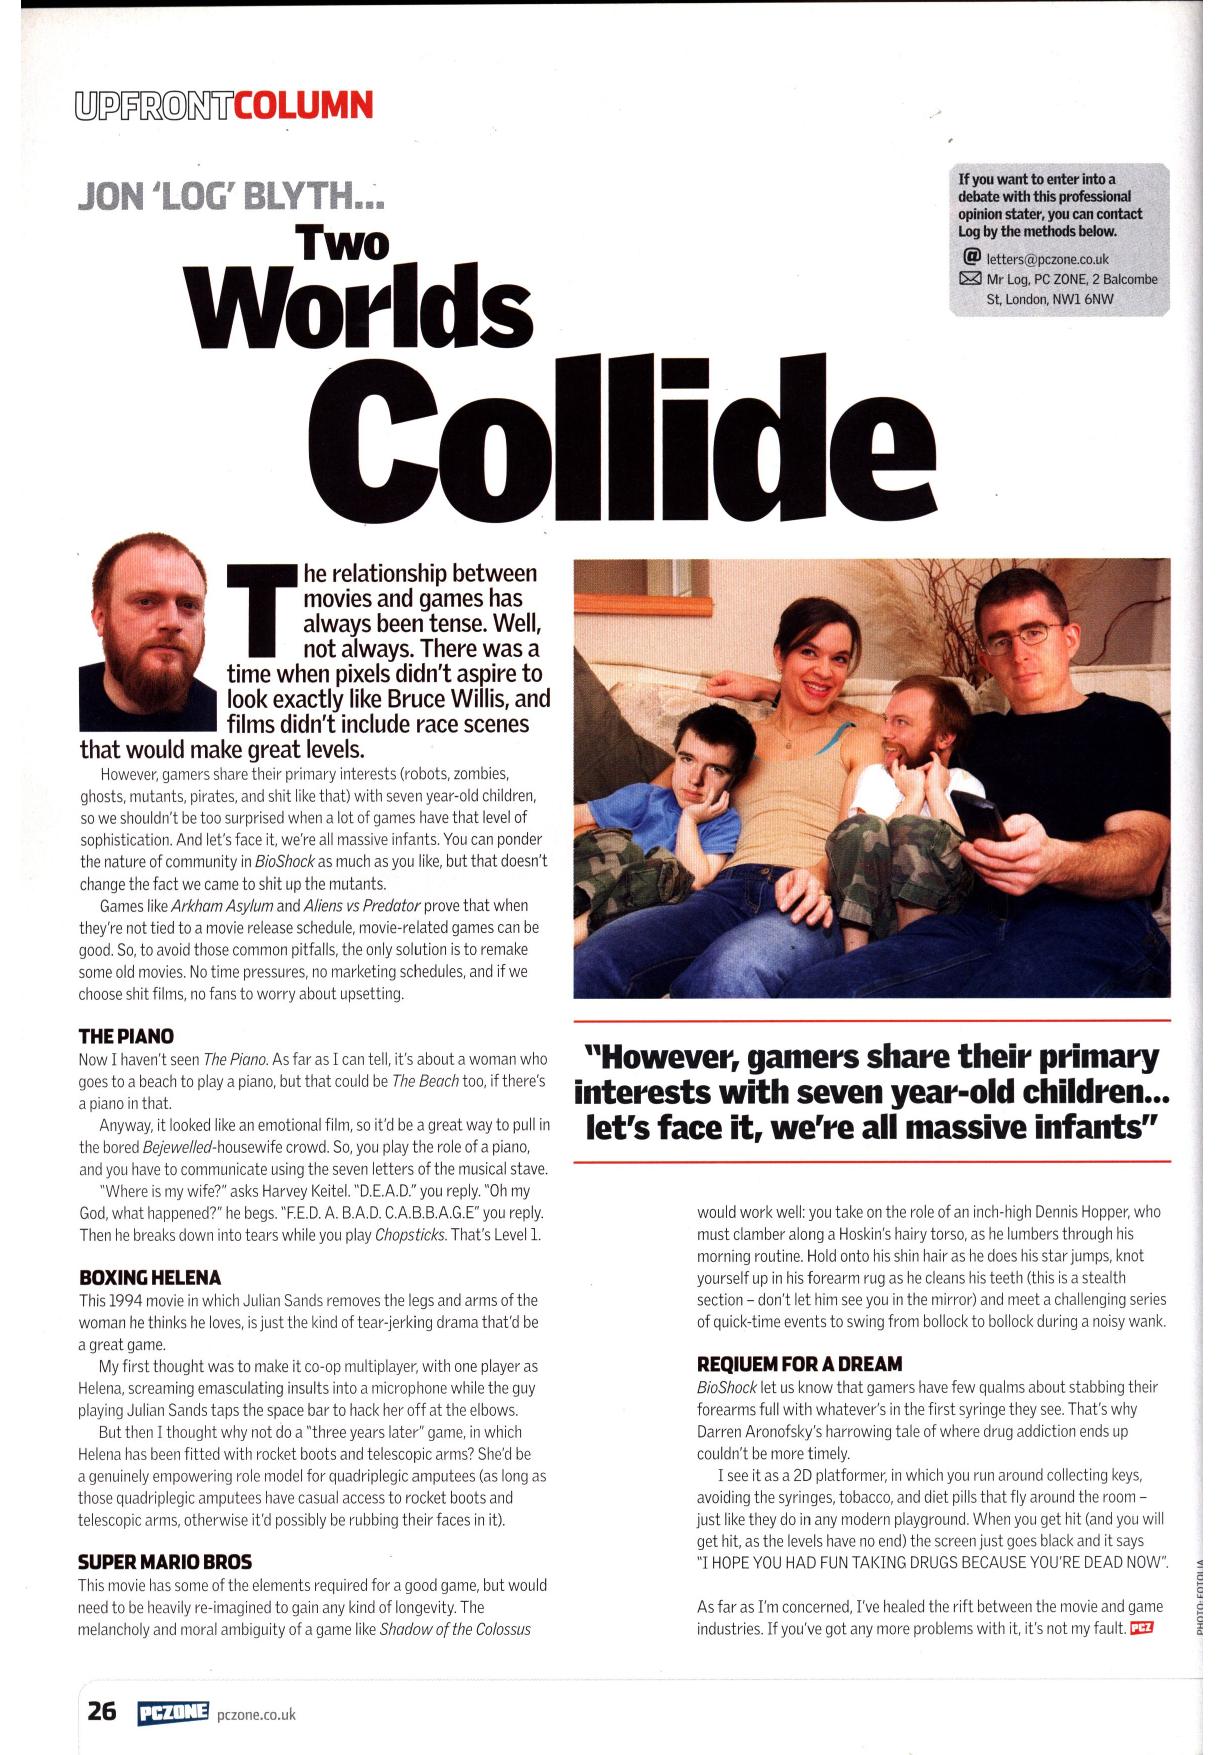 UPFRONTCOLUMN
JON ‘LOG’ BLYTH...
Two
Worlds
Collide
If you want to enter into a
debate with this professional
opinion stater, you can contact
Log by the methods below.
@ letters@pczone.co.uk
Mr Log, PC ZONE, 2 Balcombe
St, London, NW1 6NW
The relationship between
movies and games has
always been tense. Well,
not always. There was a
time when pixels didn’t aspire to
look exactly like Bruce Willis, and
films didn’t include race scenes
that would make great levels.
However, gamers share their primary interests (robots, zombies,
ghosts, mutants, pirates, and shit like that) with seven year-old children,
so we shouldn’t be too surprised when a lot of games have that level of
sophistication. And let’s face it, we’re all massive infants. You can ponder
the nature of community in BioShock as much as you like, but that doesn’t
change the fact we came to shit up the mutants.
Games like Arkham Asylum and Aliens vs Predator prove that when
they’re not tied to a movie release schedule, movie-related games can be
good. So, to avoid those common pitfalls, the only solution is to remake
some old movies. No time pressures, no marketing schedules, and if we
choose shit films, no fans to worry about upsetting.
THE PIANO
Now I haven’t seen The Piano. As far as I can tell, it’s about a woman who
goes to a beach to play a piano, but that could be The Beach too, if there’s
a piano in that.
Anyway, it looked like an emotional film, so it’d be a great way to pull in
the bored Bejewelled-housewife crowd. So, you play the role of a piano,
and you have to communicate using the seven letters of the musical stave.
“Where is my wife?” asks Harvey Keitel. “D.E.A.D.” you reply. “Oh my
God, what happened?” he begs. “F.E.D. A. B.A.D. C.A.B.B.A.G.E” you reply.
Then he breaks down into tears while you play Chopsticks. That’s Level 1.
BOXING HELENA
This 1994 movie in which Julian Sands removes the legs and arms of the
woman he thinks he loves, is just the kind of tear-jerking drama that’d be
a great game.
My first thought was to make it co-op multiplayer, with one player as
Helena, screaming emasculating insults into a microphone while the guy
playing Julian Sands taps the space bar to hack her off at the elbows.
But then I thought why not do a “three years later” game, in which
Helena has been fitted with rocket boots and telescopic arms? She’d be
a genuinely empowering role model for quadriplegic amputees (as long as
those quadriplegic amputees have casual access to rocket boots and
telescopic arms, otherwise it’d possibly be rubbing their faces in it).
SUPER MARIO BROS
This movie has some of the elements required for a good game, but would
need to be heavily re-imagined to gain any kind of longevity. The
melancholy and moral ambiguity of a game like Shadow of the Colossus
“However, gamers share their primary
interests with seven year-old children...
let’s face it, we’re all massive infants”
would work well: you take on the role of an inch-high Dennis Hopper, who
must clamber along a Hoskin’s hairy torso, as he lumbers through his
morning routine. Hold onto his shin hair as he does his star jumps, knot
yourself up in his forearm rug as he cleans his teeth (this is a stealth
section – don’t let him see you in the mirror) and meet a challenging series
of quick-time events to swing from bollock to bollock during a noisy wank.
REQIUEM FOR A DREAM
BioShock let us know that gamers have few qualms about stabbing their
forearms full with whatever’s in the first syringe they see. That’s why
Darren Aronofsky’s harrowing tale of where drug addiction ends up
couldn’t be more timely.
I see it as a 2D platformer, in which you run around collecting keys,
avoiding the syringes, tobacco, and diet pills that fly around the room –
just like they do in any modern playground. When you get hit (and you will
get hit, as the levels have no end) the screen just goes black and it says
“I HOPE YOU HAD FUN TAKING DRUGS BECAUSE YOU’RE DEAD NOW”.
As far as I’m concerned, I’ve healed the rift between the movie and game
industries. If you’ve got any more problems with it, it’s not my fault. PCZ
PHOTO: FOTOLIA
26 PCZONE pczone.co.uk